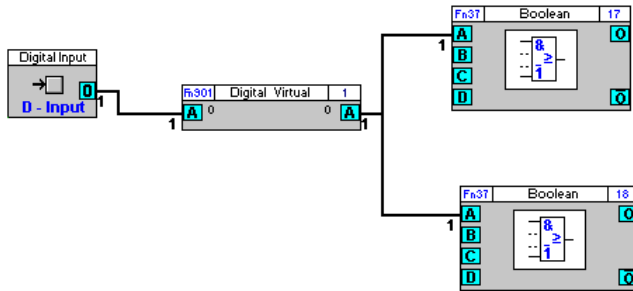 Digital Input
0
D - Input
1
Fn901 Digital Virtual 1
A 0 0 A
1 1
Fn37 Boolean 17
A & O
1
B ≥
C 1
D O̅
Fn37 Boolean 18
A & O
1
B ≥
C 1
D O̅